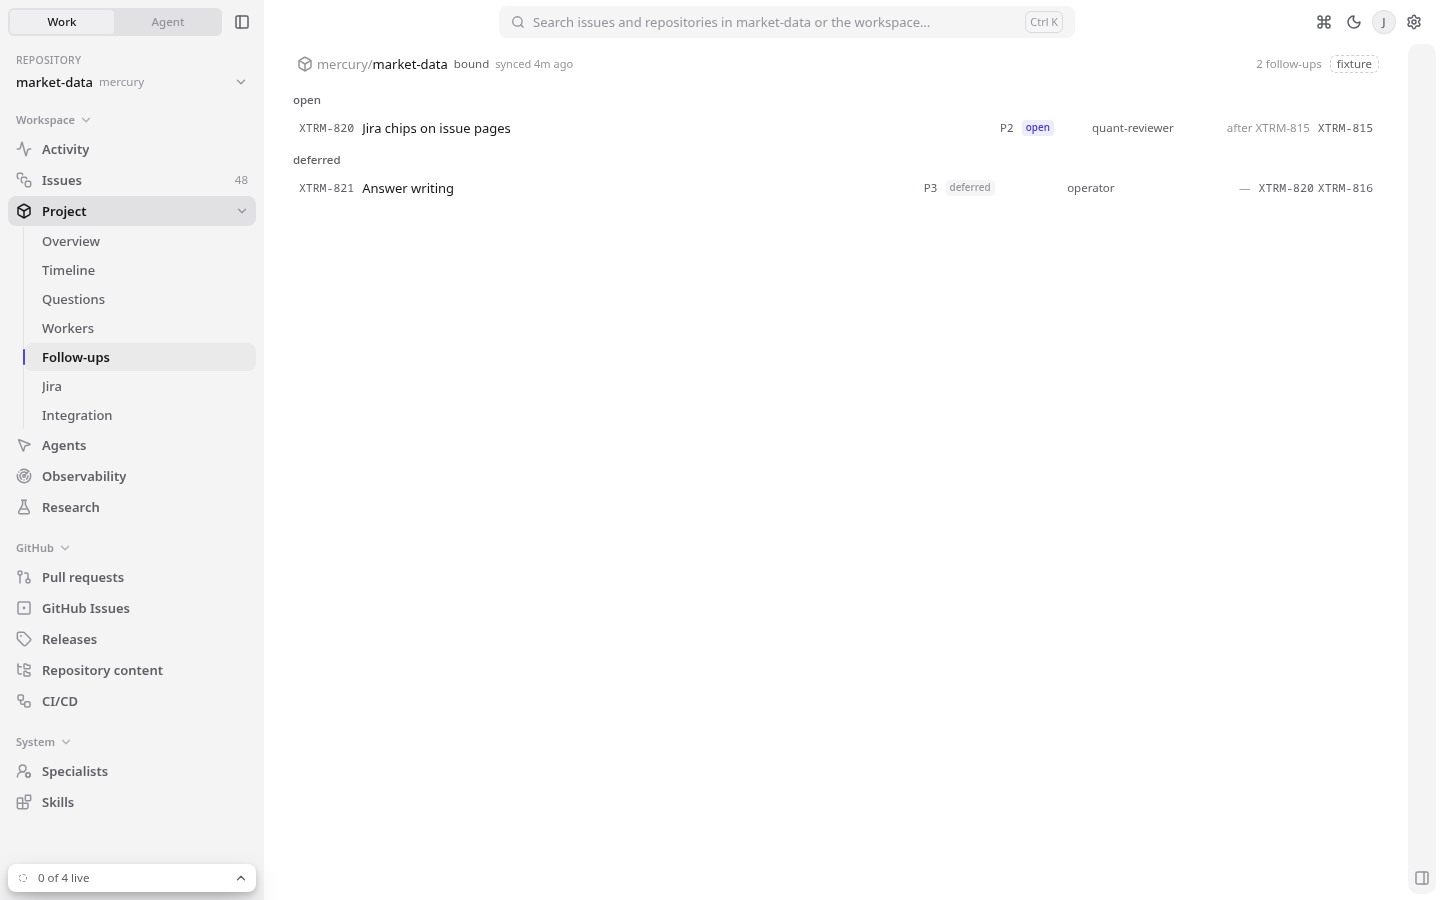 Work Agent
Search issues and repositories in market-data or the workspace... Ctrl K
J
REPOSITORY
market-data mercury
Workspace
Activity
Issues 48
Project
Overview
Timeline
Questions
Workers
Follow-ups
Jira
Integration
Agents
Observability
Research
GitHub
Pull requests
GitHub Issues
Releases
Repository content
CI/CD
System
Specialists
Skills
0 of 4 live
mercury/market-data bound synced 4m ago 2 follow-ups fixture
open
XTRM-820 Jira chips on issue pages P2 open quant-reviewer after XTRM-815 XTRM-815
deferred
XTRM-821 Answer writing P3 deferred operator — XTRM-820 XTRM-816